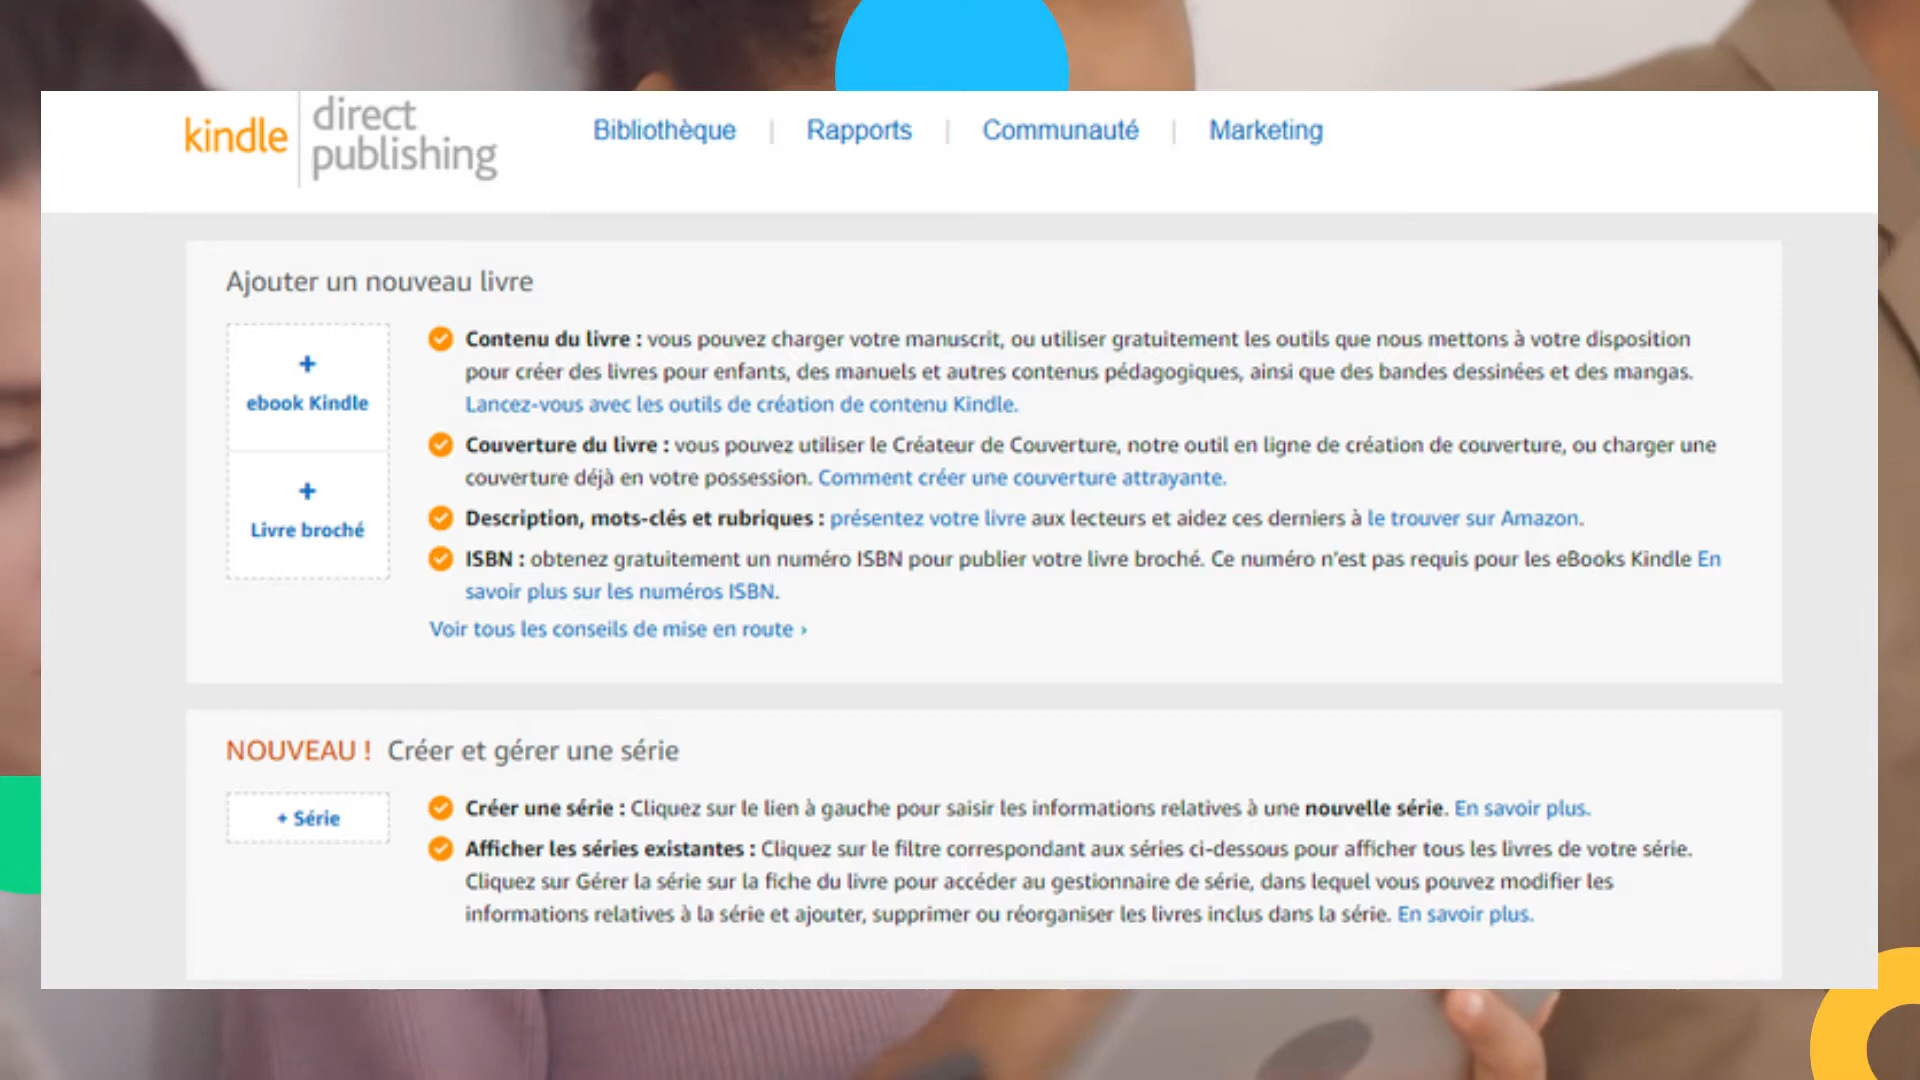 kindle direct publishing
Bibliothèque | Rapports | Communauté | Marketing
Ajouter un nouveau livre
+
ebook Kindle
+
Livre broché
Contenu du livre : vous pouvez charger votre manuscrit, ou utiliser gratuitement les outils que nous mettons à votre disposition
pour créer des livres pour enfants, des manuels et autres contenus pédagogiques, ainsi que des bandes dessinées et des mangas.
Lancez-vous avec les outils de création de contenu Kindle.
Couverture du livre : vous pouvez utiliser le Créateur de Couverture, notre outil en ligne de création de couverture, ou charger une
couverture déjà en votre possession. Comment créer une couverture attrayante.
Description, mots-clés et rubriques : présentez votre livre aux lecteurs et aidez ces derniers à le trouver sur Amazon.
ISBN : obtenez gratuitement un numéro ISBN pour publier votre livre broché. Ce numéro n'est pas requis pour les eBooks Kindle En
savoir plus sur les numéros ISBN.
Voir tous les conseils de mise en route ›
NOUVEAU ! Créer et gérer une série
+ Série
Créer une série : Cliquez sur le lien à gauche pour saisir les informations relatives à une nouvelle série. En savoir plus.
Afficher les séries existantes : Cliquez sur le filtre correspondant aux séries ci-dessous pour afficher tous les livres de votre série.
Cliquez sur Gérer la série sur la fiche du livre pour accéder au gestionnaire de série, dans lequel vous pouvez modifier les
informations relatives à la série et ajouter, supprimer ou réorganiser les livres inclus dans la série. En savoir plus.